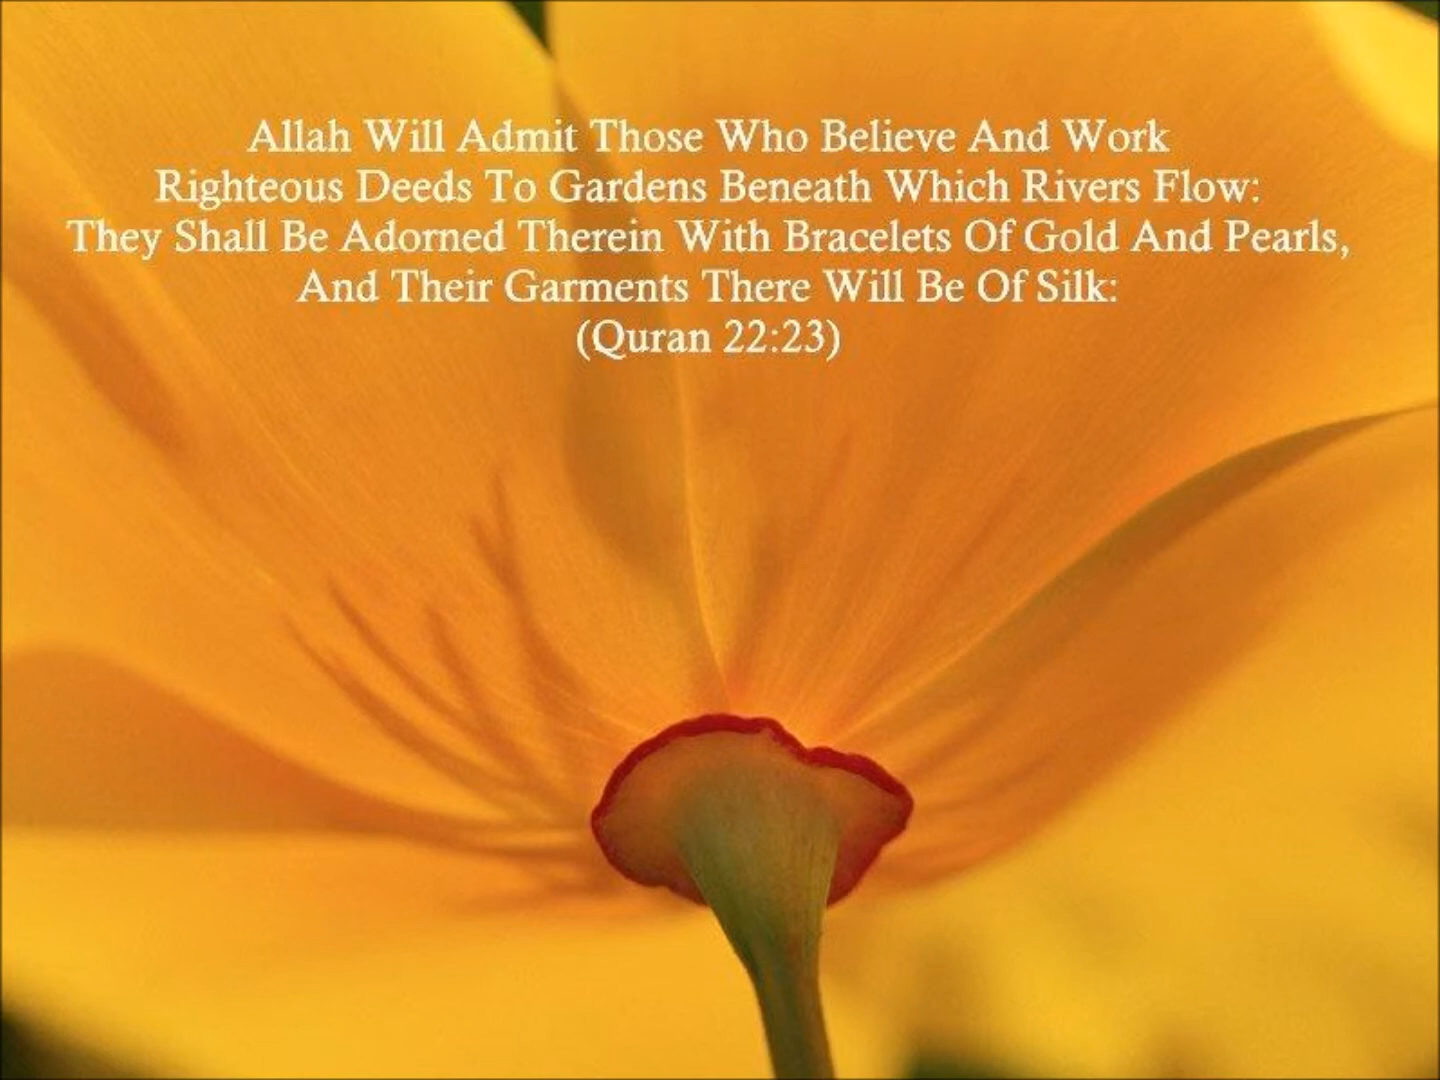 Allah Will Admit Those Who Believe And Work
Righteous Deeds To Gardens Beneath Which Rivers Flow:
They Shall Be Adorned Therein With Bracelets Of Gold And Pearls,
And Their Garments There Will Be Of Silk:
(Quran 22:23)